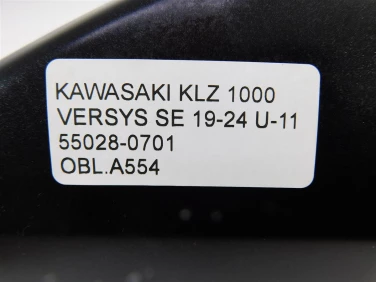 KAWASAKI KLZ 1000
VERSYS SE 19-24 U-11
55028-0701
OBL.A554